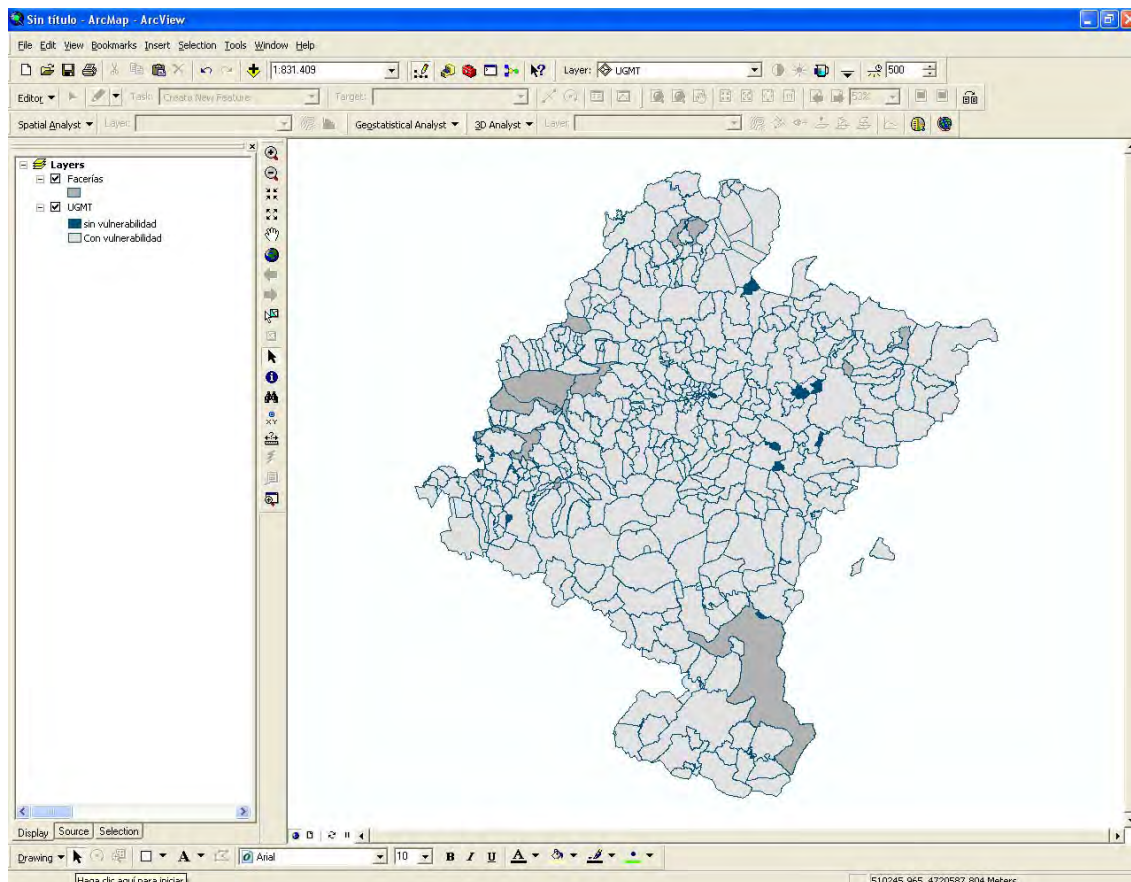 Sin título - ArcMap - ArcView
File Edit View Bookmarks Insert Selection Tools Window Help
1:831.409 Layer: UGMT 500
Editor Task: Create New Feature Target: 53%
Spatial Analyst Layer: Geostatistical Analyst 3D Analyst Layer:
Layers
Facerías
UGMT
sin vulnerabilidad
Con vulnerabilidad
XY
Display Source Selection
Drawing A Arial 10 B I U A
Haga clic aquí para iniciar 510245,965 4720587,804 Meters